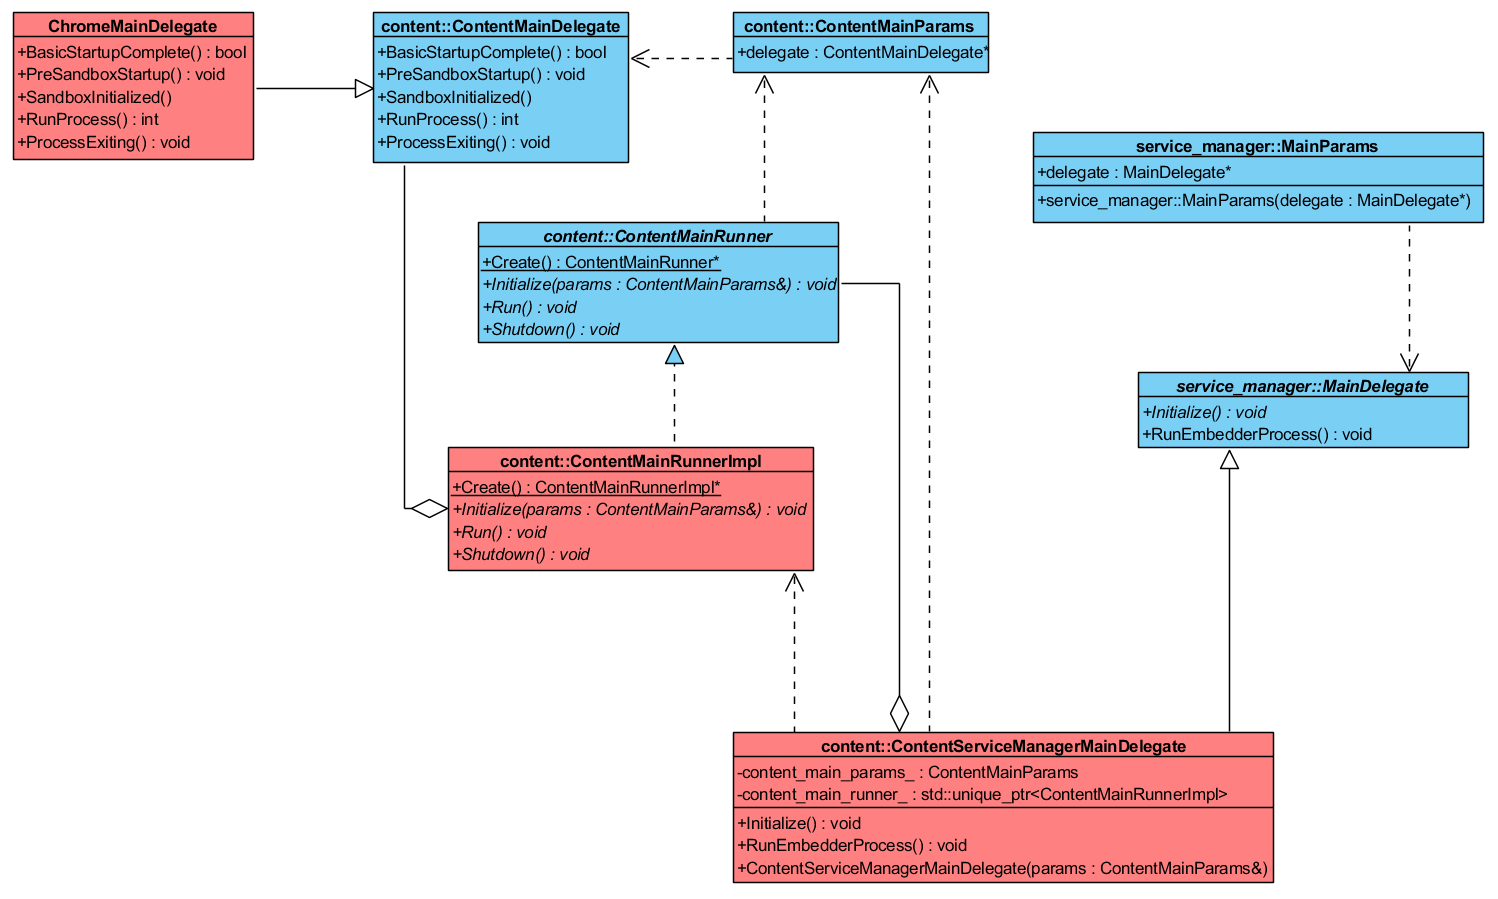 ChromeMainDelegate
+BasicStartupComplete() : bool
+PreSandboxStartup() : void
+SandboxInitialized()
+RunProcess() : int
+ProcessExiting() : void
content::ContentMainDelegate
+BasicStartupComplete() : bool
+PreSandboxStartup() : void
+SandboxInitialized()
+RunProcess() : int
+ProcessExiting() : void
content::ContentMainParams
+delegate : ContentMainDelegate*
service_manager::MainParams
+delegate : MainDelegate*
+service_manager::MainParams(delegate : MainDelegate*)
content::ContentMainRunner
+Create() : ContentMainRunner*
+Initialize(params : ContentMainParams&) : void
+Run() : void
+Shutdown() : void
service_manager::MainDelegate
+Initialize() : void
+RunEmbedderProcess() : void
content::ContentMainRunnerImpl
+Create() : ContentMainRunnerImpl*
+Initialize(params : ContentMainParams&) : void
+Run() : void
+Shutdown() : void
content::ContentServiceManagerMainDelegate
-content_main_params_ : ContentMainParams
-content_main_runner_ : std::unique_ptr<ContentMainRunnerImpl>
+Initialize() : void
+RunEmbedderProcess() : void
+ContentServiceManagerMainDelegate(params : ContentMainParams&)